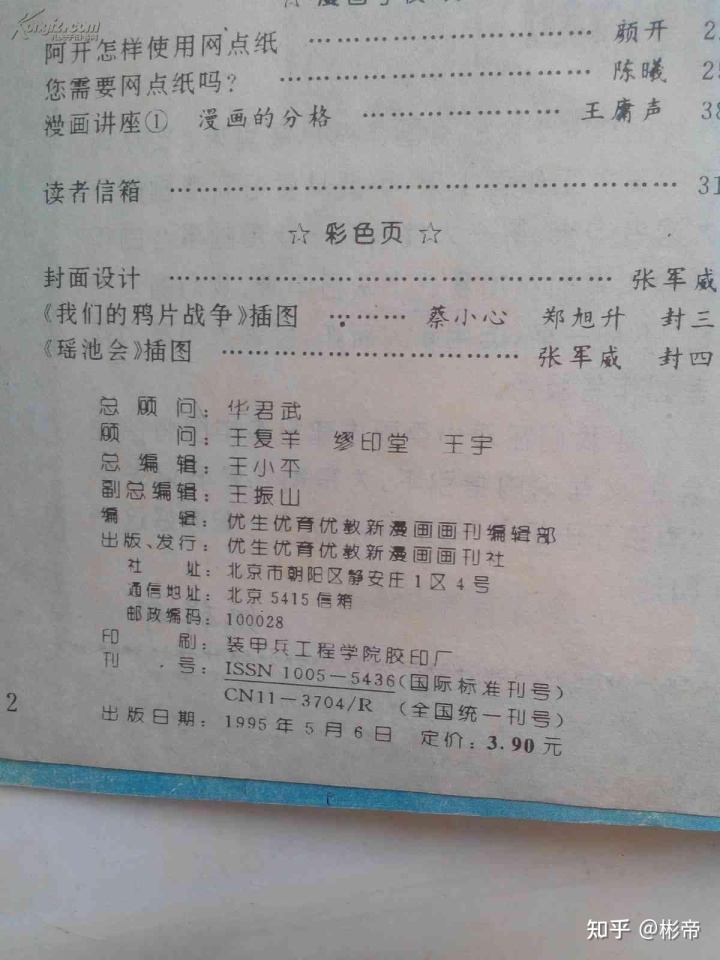 阿开怎样使用网点纸 …………………………… 颜开
您需要网点纸吗？ …………………………… 陈曦
漫画讲座① 漫画的分格 ………………… 王庸声 38
读者信箱 ……………………………………………… 31
☆ 彩色页 ☆
封面设计 ………………………………………… 张军威
《我们的鸦片战争》插图 ……… 蔡小心 郑旭升 封三
《瑶池会》插图 …………………………… 张军威 封四
总顾问：华君武
顾问：王复羊 缪印堂 王宇
总编辑：王小平
副总编辑：王振山
编辑：优生优育优教新漫画画刊编辑部
出版、发行：优生优育优教新漫画画刊社
社址：北京市朝阳区静安庄1区4号
通信地址：北京5415信箱
邮政编码：100028
印刷：装甲兵工程学院胶印厂
刊号：ISSN 1005-5436(国际标准刊号)
CN11-3704/R (全国统一刊号)
2
出版日期：1995年5月6日 定价：3.90元
知乎 @彬帝